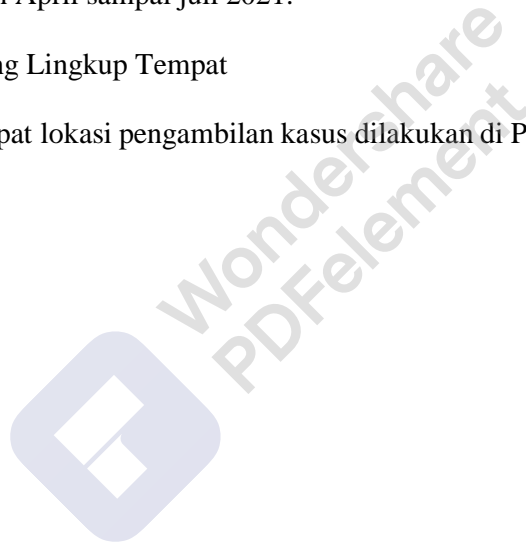 April sampai juli 2021.
ng Lingkup Tempat
pat lokasi pengambilan kasus dilakukan di P
Wondershare
PDFelement